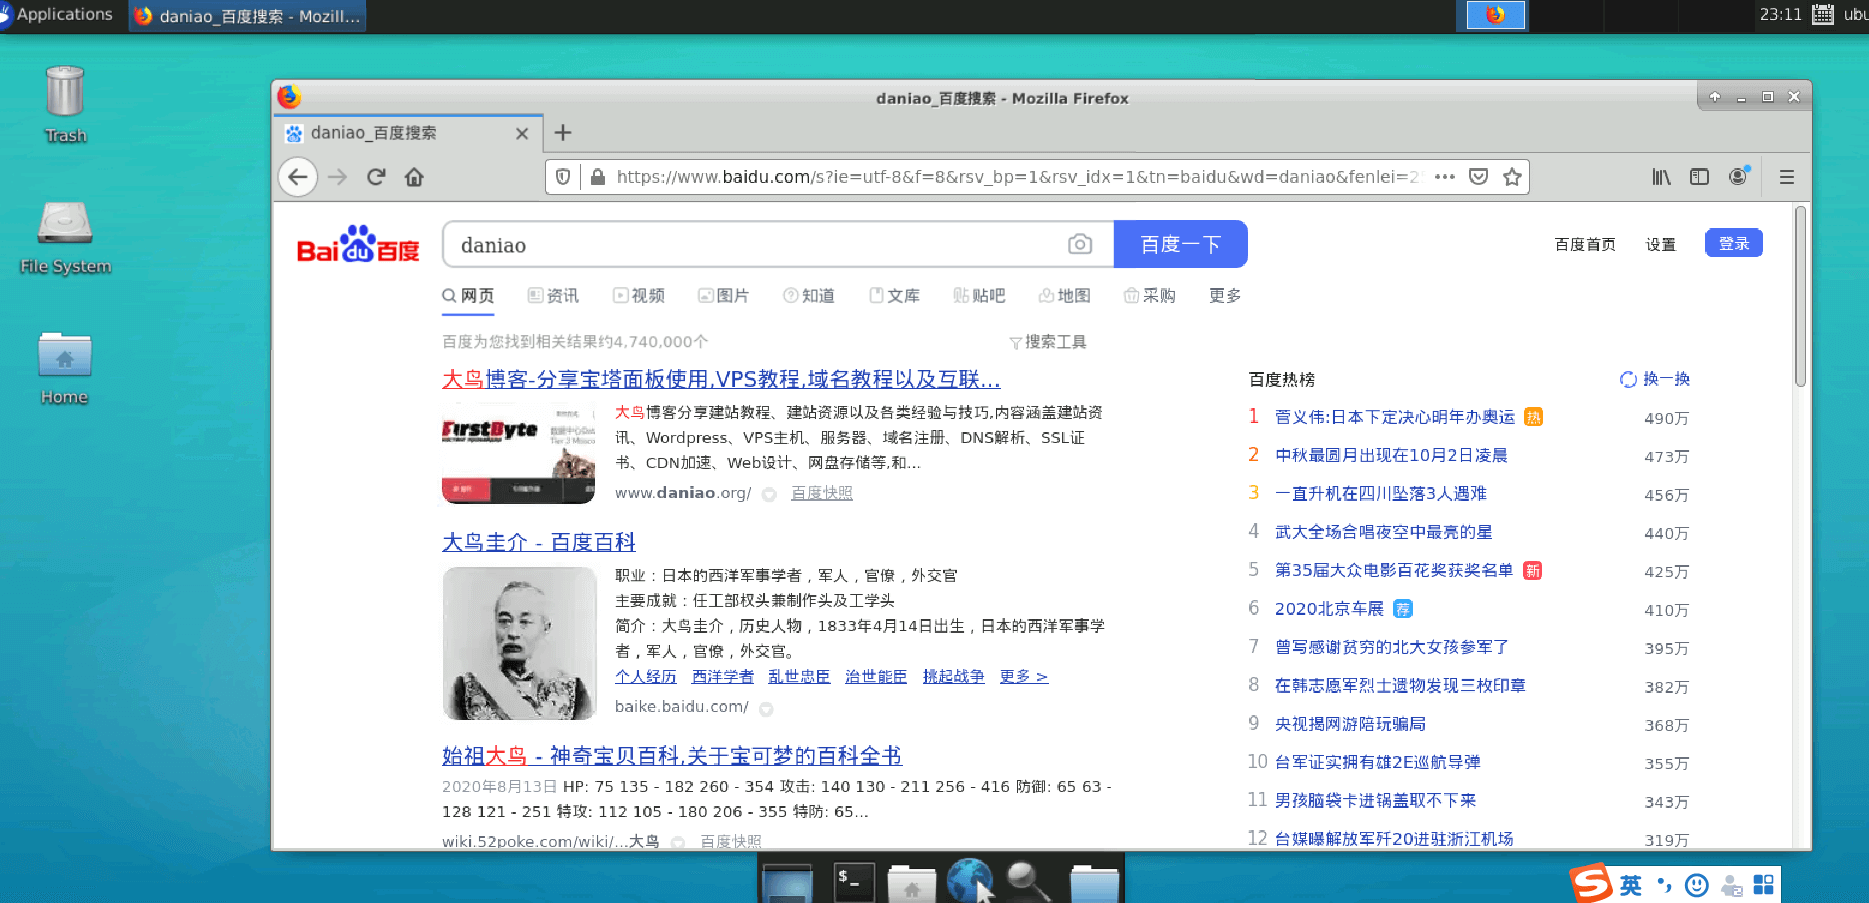 Applications
daniao_百度搜索 - Mozill...
23:11
ubu
Trash
File System
Home
daniao_百度搜索 - Mozilla Firefox
daniao_百度搜索
https://www.baidu.com/s?ie=utf-8&f=8&rsv_bp=1&rsv_idx=1&tn=baidu&wd=daniao&fenlei=2
Bai du 百度
daniao
百度一下
百度首页 设置 登录
网页 资讯 视频 图片 知道 文库 贴吧 地图 采购 更多
百度为您找到相关结果约4,740,000个
搜索工具
大鸟博客-分享宝塔面板使用,VPS教程,域名教程以及互联...
FirstByte
大鸟博客分享建站教程、建站资源以及各类经验与技巧,内容涵盖建站资
讯、Wordpress、VPS主机、服务器、域名注册、DNS解析、SSL证
书、CDN加速、Web设计、网盘存储等,和...
www.daniao.org/ 百度快照
大鸟圭介 - 百度百科
职业：日本的西洋军事学者，军人，官僚，外交官
主要成就：任工部权头兼制作头及工学头
简介：大鸟圭介，历史人物，1833年4月14日出生，日本的西洋军事学
者，军人，官僚，外交官。
个人经历 西洋学者 乱世忠臣 治世能臣 挑起战争 更多 >
baike.baidu.com/
始祖大鸟 - 神奇宝贝百科,关于宝可梦的百科全书
2020年8月13日 HP: 75 135 - 182 260 - 354 攻击: 140 130 - 211 256 - 416 防御: 65 63 -
128 121 - 251 特攻: 112 105 - 180 206 - 355 特防: 65...
wiki.52poke.com/wiki/...大鸟 百度快照
百度热榜 换一换
1 菅义伟:日本下定决心明年办奥运 热 490万
2 中秋最圆月出现在10月2日凌晨 473万
3 一直升机在四川坠落3人遇难 456万
4 武大全场合唱夜空中最亮的星 440万
5 第35届大众电影百花奖获奖名单 新 425万
6 2020北京车展 荐 410万
7 曾写感谢贫穷的北大女孩参军了 395万
8 在韩志愿军烈士遗物发现三枚印章 382万
9 央视揭网游陪玩骗局 368万
10 台军证实拥有雄2E巡航导弹 355万
11 男孩脑袋卡进锅盖取不下来 343万
12 台媒曝解放军歼20进驻浙江机场 319万
$_
S 英